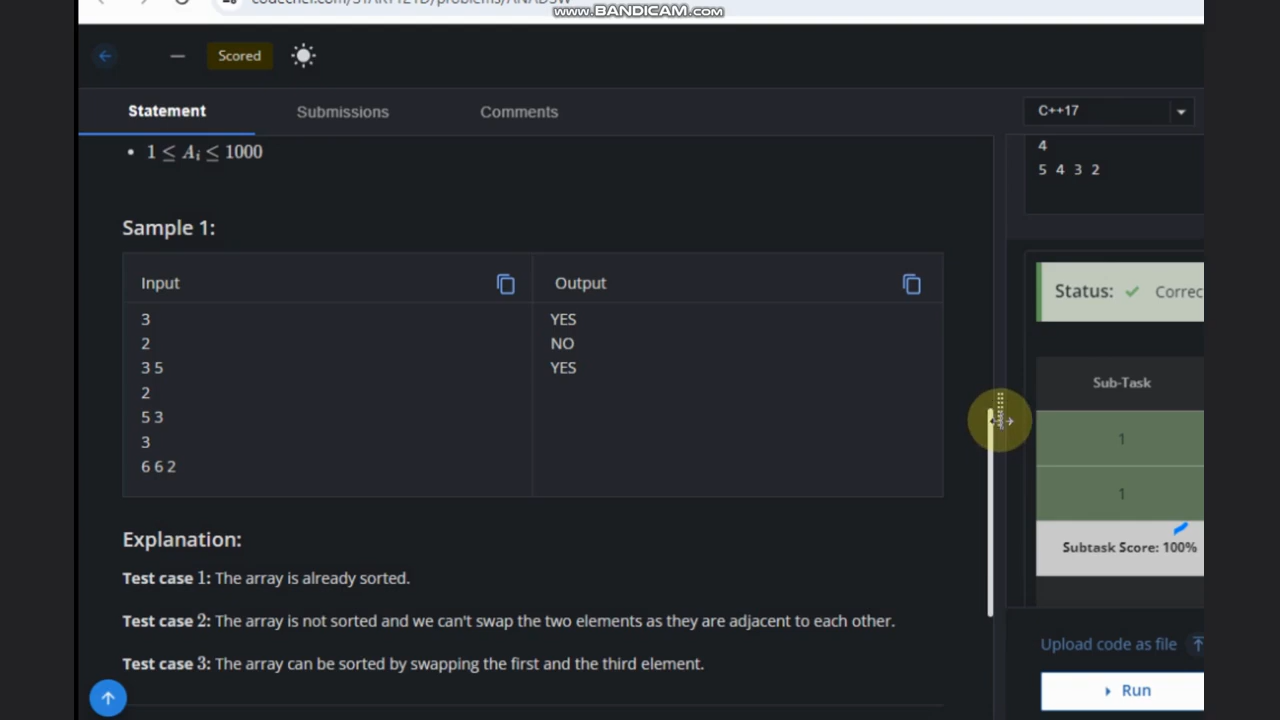 www.BANDICAM.com
Scored
Statement
Submissions
Comments
C++17
• 1 ≤ Ai ≤ 1000
4
5 4 3 2
Sample 1:
Input
Output
3
YES
2
NO
3 5
YES
2
5 3
3
6 6 2
Status: ✓ Correc
Sub-Task
1
1
Subtask Score: 100%
Explanation:
Test case 1: The array is already sorted.
Test case 2: The array is not sorted and we can't swap the two elements as they are adjacent to each other.
Test case 3: The array can be sorted by swapping the first and the third element.
Upload code as file
Run